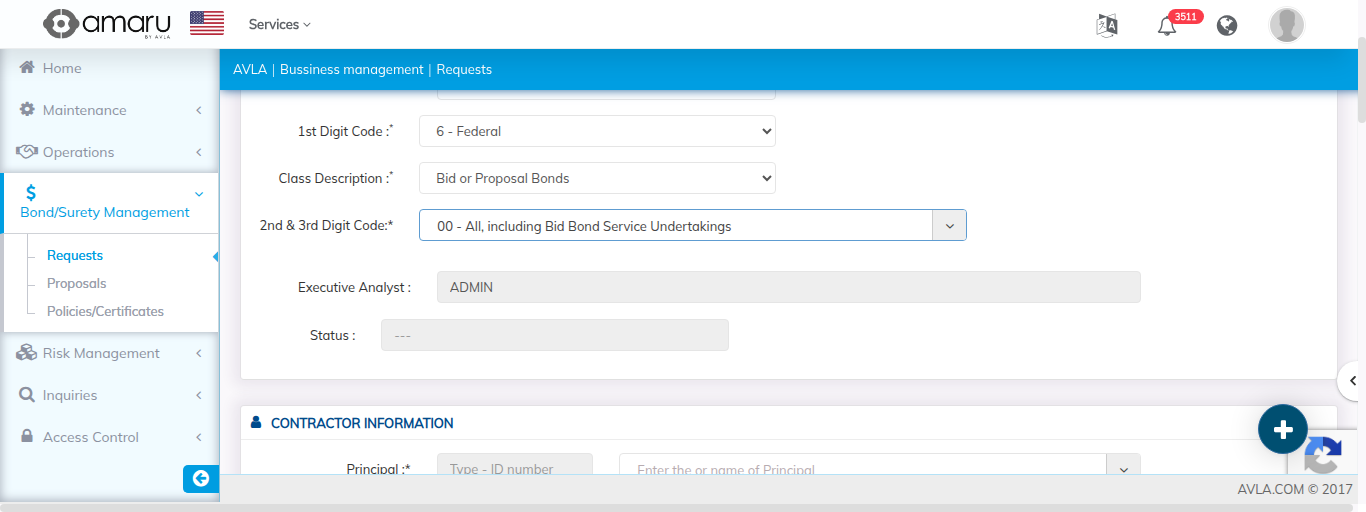 amaru
BY AVLA
Services
3511
Home
Maintenance
Operations
Bond/Surety Management
Requests
Proposals
Policies/Certificates
Risk Management
Inquiries
Access Control
AVLA | Bussiness management | Requests
1st Digit Code :* 6 - Federal
Class Description :* Bid or Proposal Bonds
2nd & 3rd Digit Code:* 00 - All, including Bid Bond Service Undertakings
Executive Analyst : ADMIN
Status : ---
CONTRACTOR INFORMATION
Principal :* Type - ID number Enter the or name of Principal
AVLA.COM © 2017